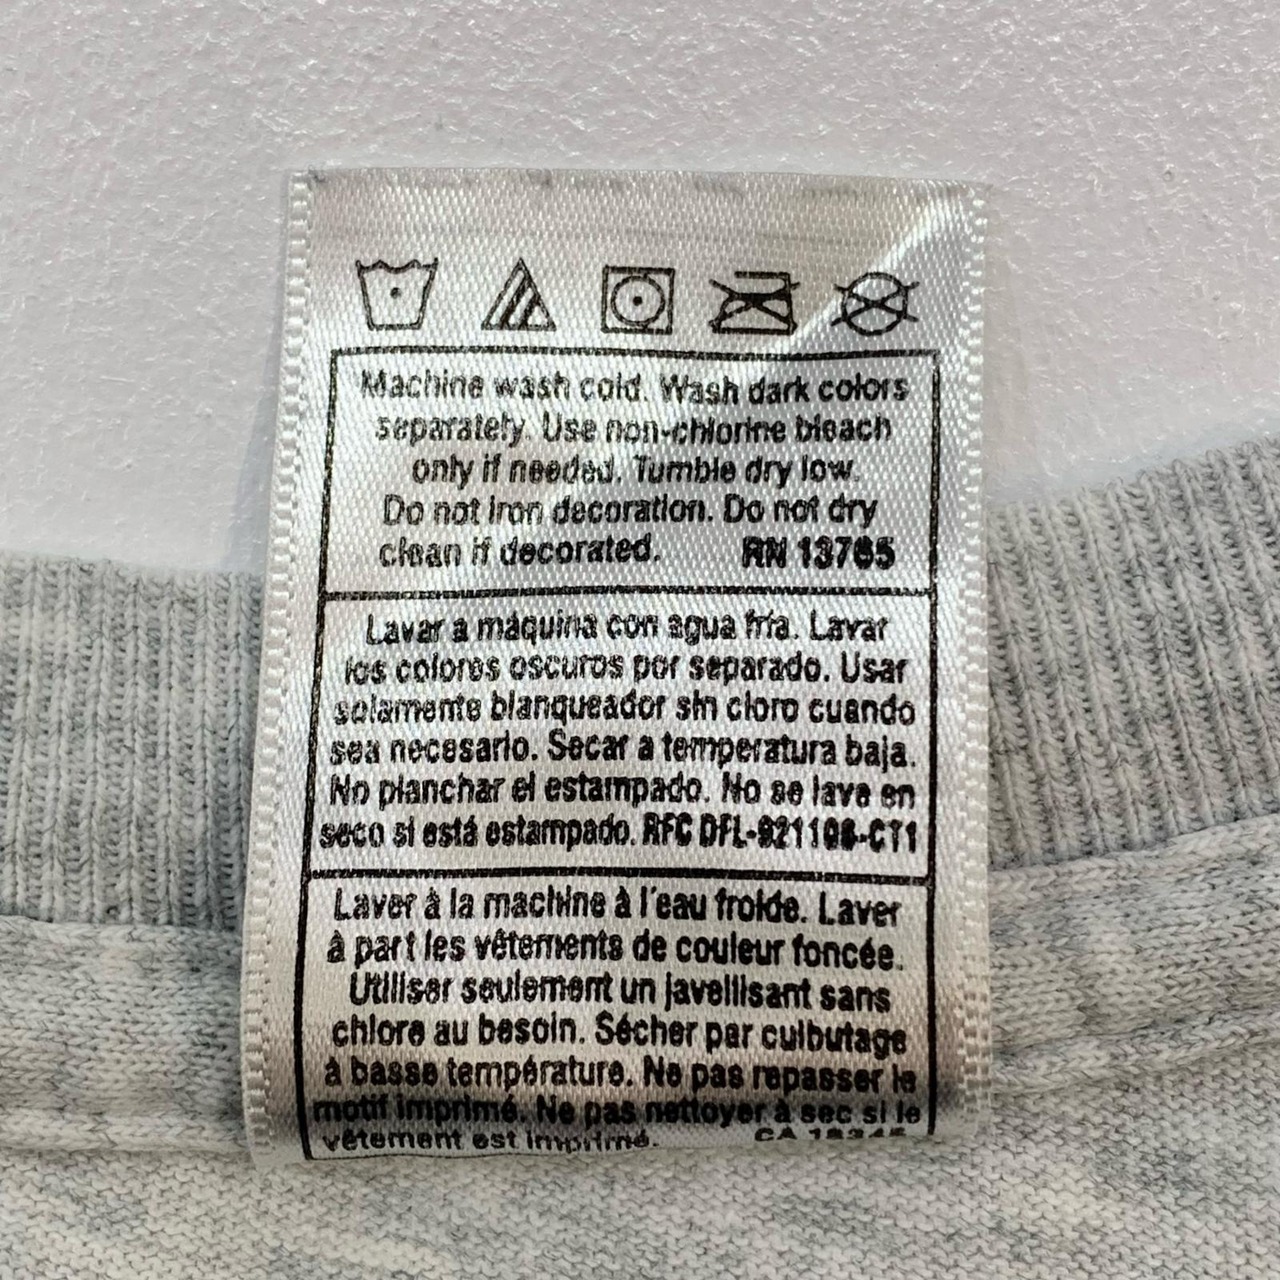 Machine wash cold. Wash dark colors
separately. Use non-chlorine bleach
only if needed. Tumble dry low.
Do not iron decoration. Do not dry
clean if decorated. RN 13765
Lavar a máquina con agua fría. Lavar
los colores oscuros por separado. Usar
solamente blanqueador sin cloro cuando
sea necesario. Secar a temperatura baja.
No planchar el estampado. No se lave en
seco si está estampado. RFC DFL-921108-CT1
Laver à la machine à l'eau froide. Laver
à part les vêtements de couleur foncée.
Utiliser seulement un javellisant sans
chlore au besoin. Sécher par culbutage
à basse température. Ne pas repasser le
motif imprimé. Ne pas nettoyer à sec si le
vêtement est imprimé. CA